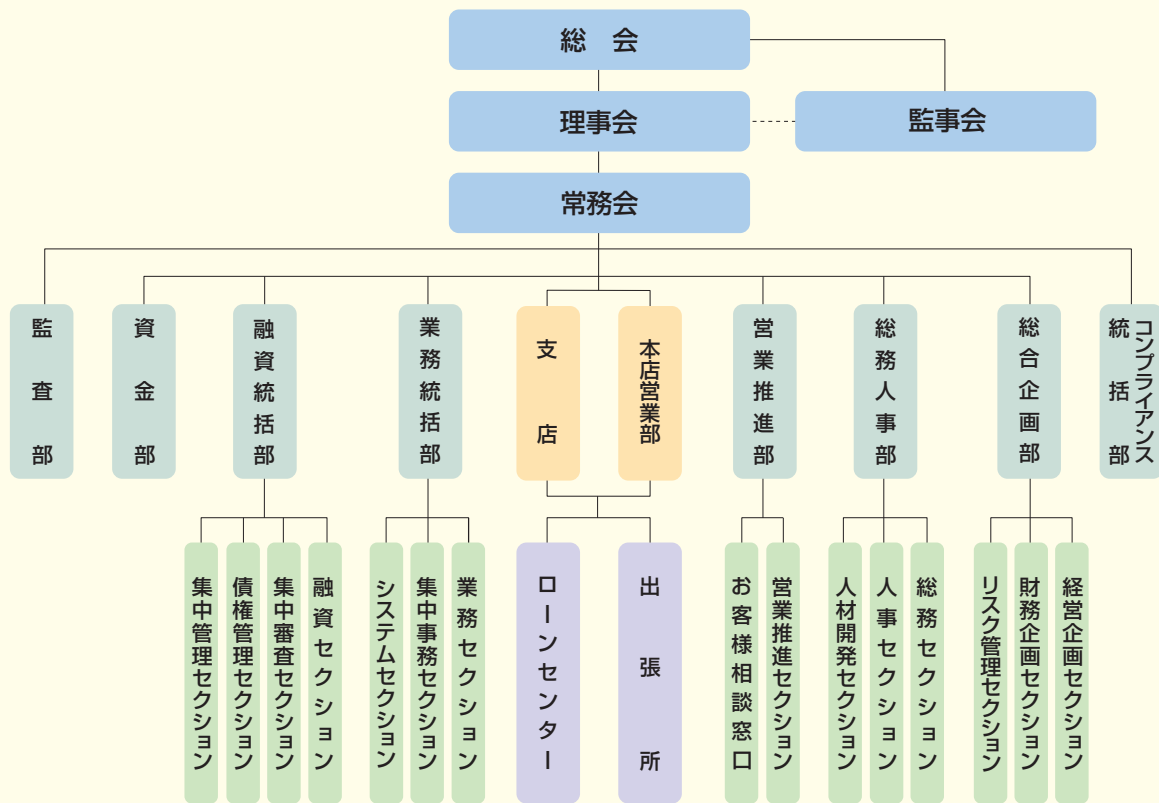 総会
理事会
監事会
常務会
監査部
資金部
融資統括部
業務統括部
支店
本店営業部
営業推進部
総務人事部
総合企画部
コンプライアンス
統括部
集中管理セクション
債権管理セクション
集中審査セクション
融資セクション
システムセクション
集中事務セクション
業務セクション
ローンセンター
出張所
お客様相談窓口
営業推進セクション
人材開発セクション
人事セクション
総務セクション
リスク管理セクション
財務企画セクション
経営企画セクション